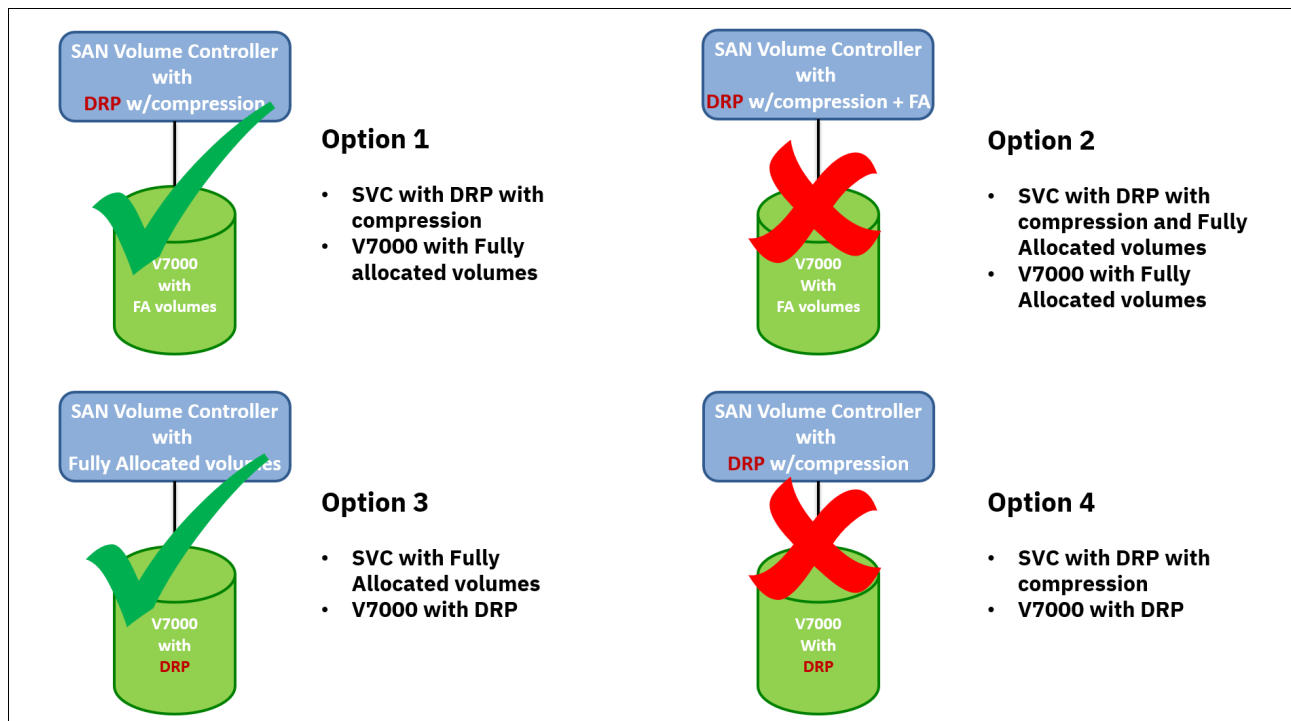 SAN Volume Controller
with
DRP w/compression
Option 1
• SVC with DRP with
compression
• V7000 with Fully
allocated volumes
V7000
with
FA volumes
SAN Volume Controller
with
DRP w/compression + FA
Option 2
• SVC with DRP with
compression and Fully
Allocated volumes
• V7000 with Fully
Allocated volumes
V7000
With
FA volumes
SAN Volume Controller
with
Fully Allocated volumes
Option 3
• SVC with Fully
Allocated volumes
• V7000 with DRP
V7000
with
DRP
SAN Volume Controller
with
DRP w/compression
Option 4
• SVC with DRP with
compression
• V7000 with DRP
V7000
With
DRP